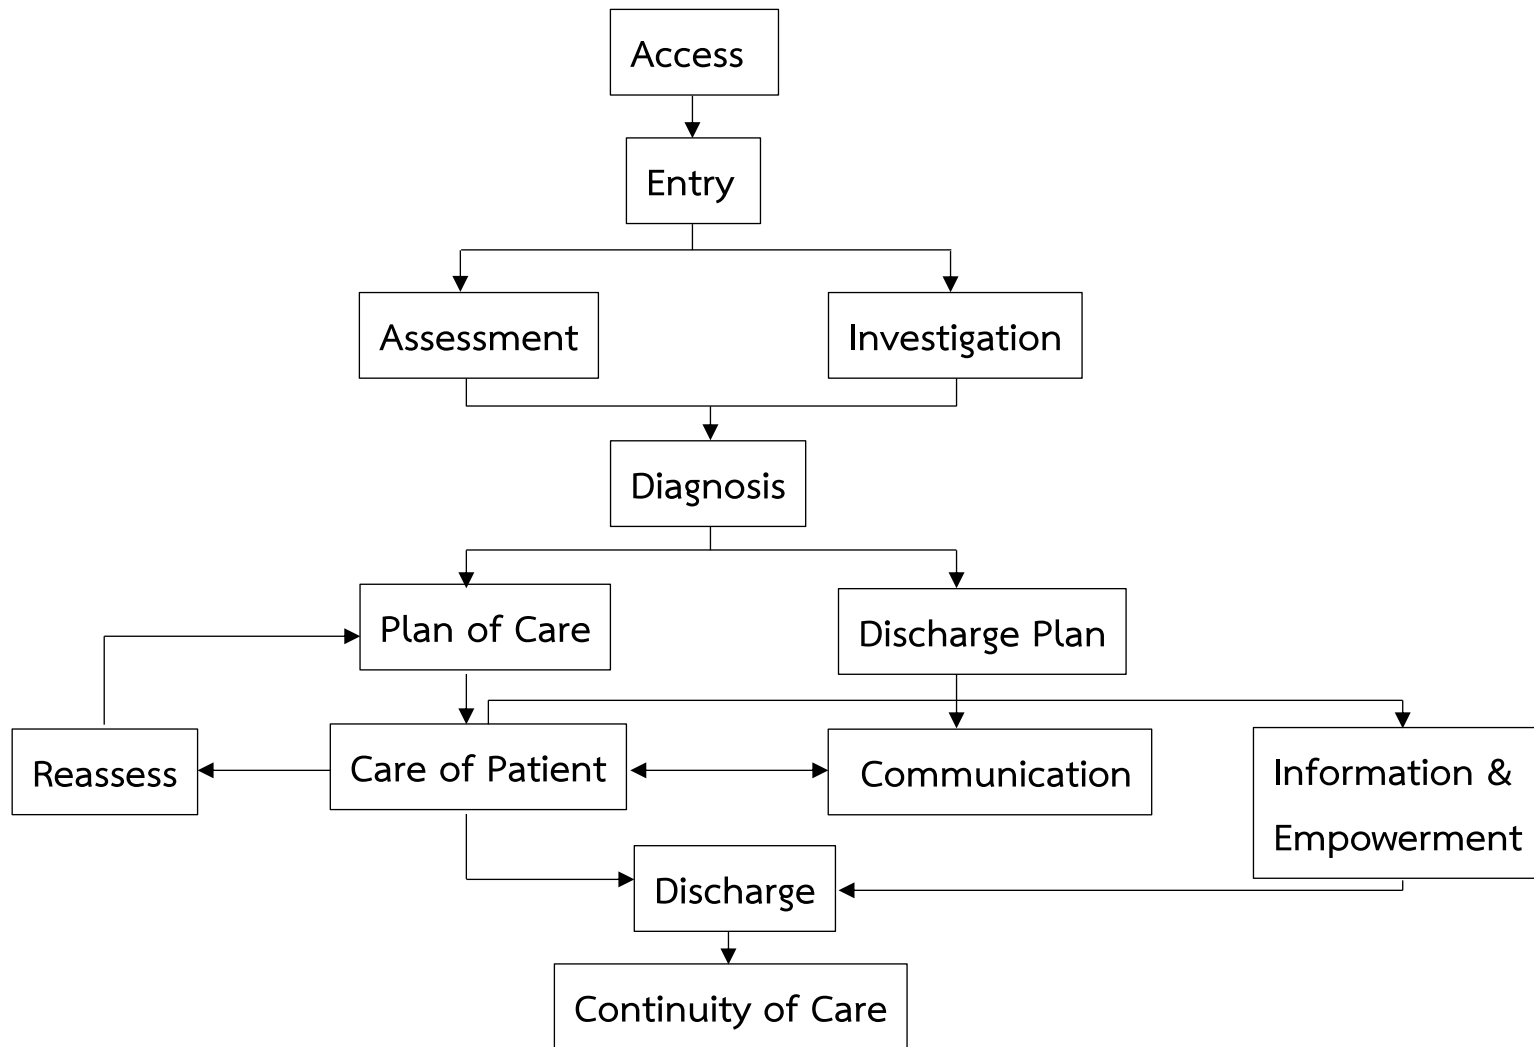 Access
Entry
Assessment
Investigation
Diagnosis
Plan of Care
Discharge Plan
Reassess
Care of Patient
Communication
Information &
Empowerment
Discharge
Continuity of Care